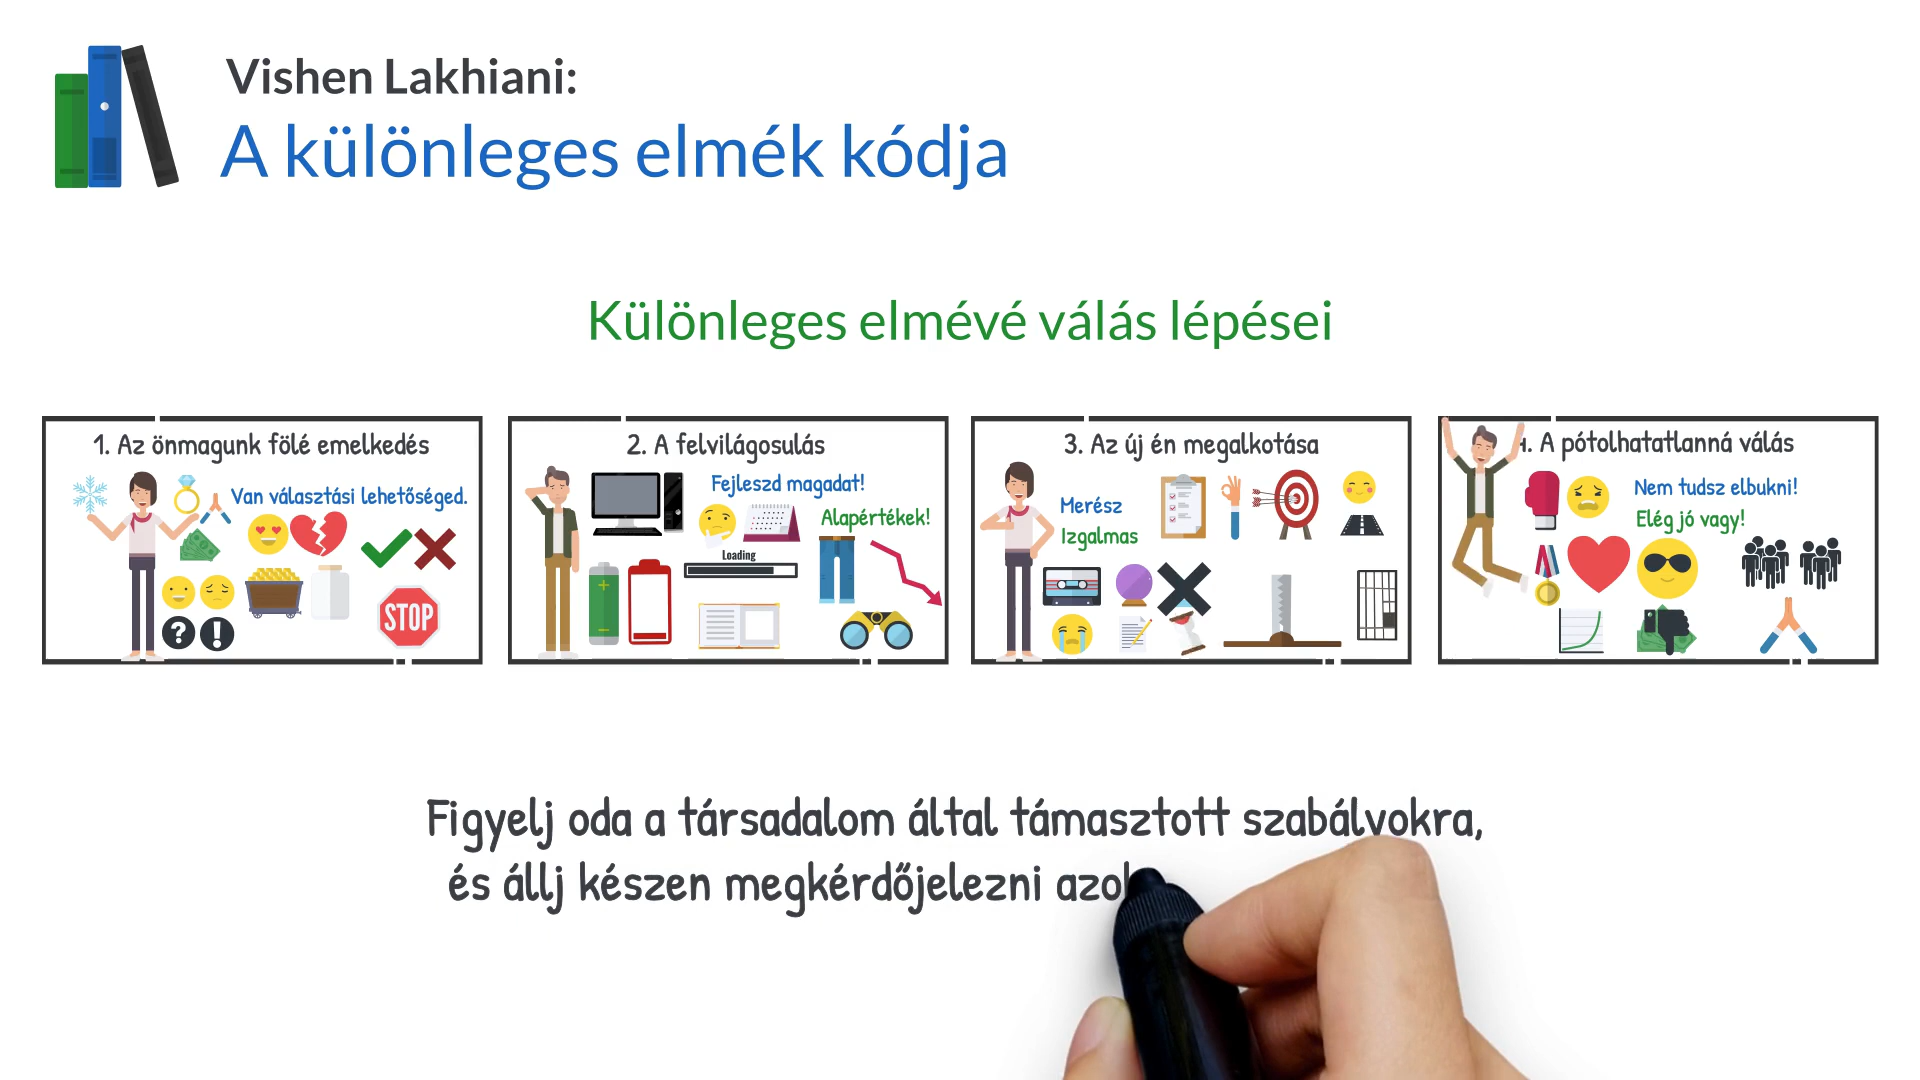 Vishen Lakhiani:
A különleges elmék kódja
Különleges elmévé válás lépései
1. Az önmagunk fölé emelkedés
Van választási lehetőséged.
STOP
2. A felvilágosulás
Fejleszd magadat!
Alapértékek!
Loading
3. Az új én megalkotása
Merész
Izgalmas
4. A pótolhatatlanná válás
Nem tudsz elbukni!
Elég jó vagy!
Figyelj oda a társadalom által támasztott szabályokra,
és állj készen megkérdőjelezni